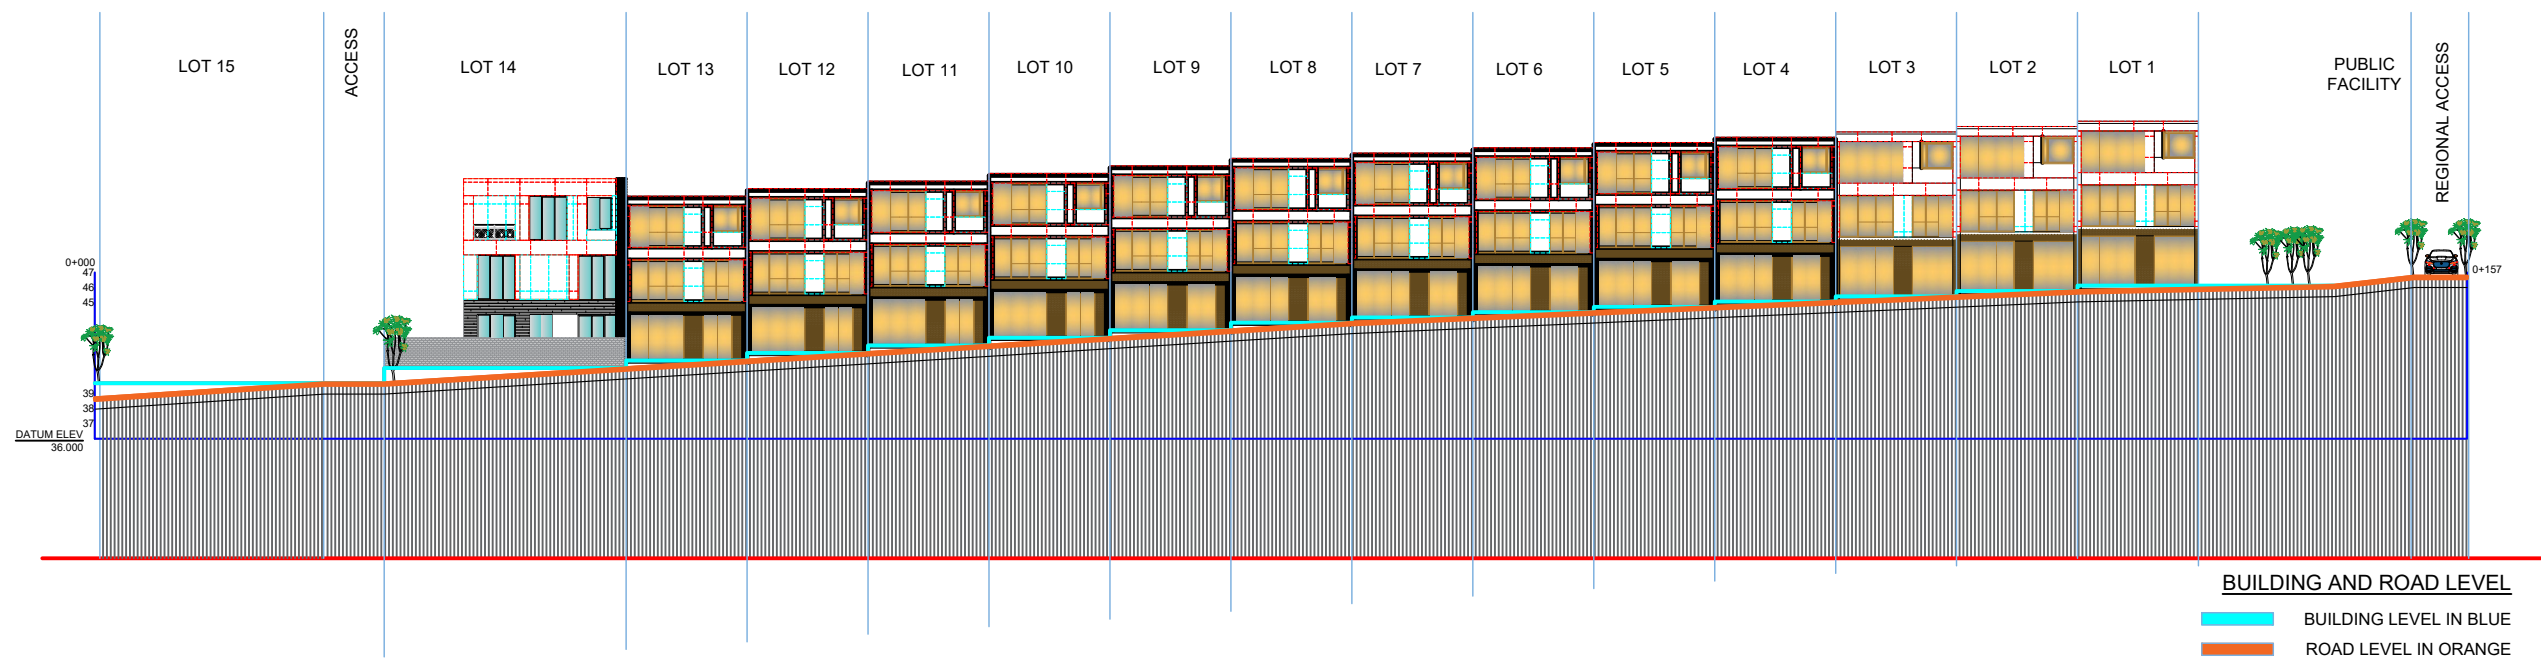 LOT 15
ACCESS
LOT 14
LOT 13
LOT 12
LOT 11
LOT 10
LOT 9
LOT 8
LOT 7
LOT 6
LOT 5
LOT 4
LOT 3
LOT 2
LOT 1
PUBLIC
FACILITY
REGIONAL ACCESS
0+000
47
46
45
0+157
39
38
37
DATUM ELEV
36.000
BUILDING AND ROAD LEVEL
BUILDING LEVEL IN BLUE
ROAD LEVEL IN ORANGE